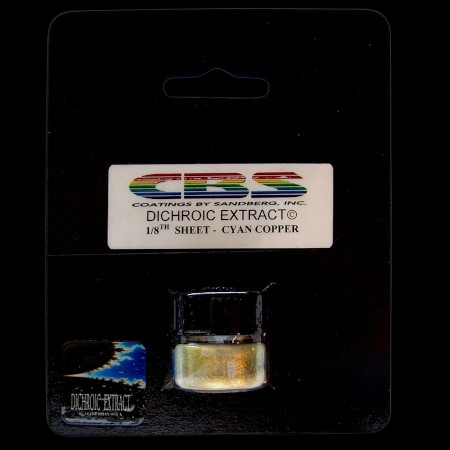 CBS
COATINGS BY SANDBERG, INC.
DICHROIC EXTRACT©
1/8TH SHEET - CYAN COPPER
DICHROIC EXTRACT